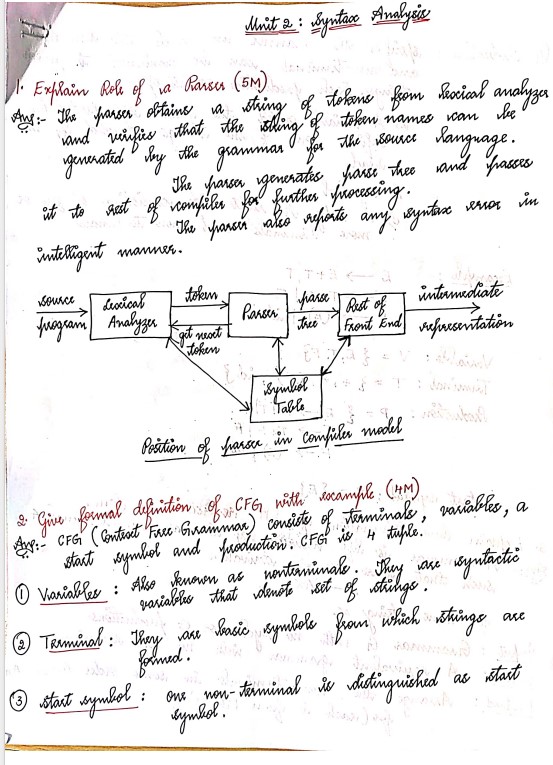 Unit 2 : Syntax Analysis
1. Explain Role of a Parser (5M)
Ans:- The parser obtains a string of tokens from lexical analyzer
and verifies that the string of token names can be
generated by the grammar for the source language.
The parser generates parse tree and passes
it to rest of compiler for further processing.
The parser also reports any syntax error in
intelligent manner.
source program
Lexical Analyzer
token
get next token
Parser
parse tree
Rest of Front End
intermediate representation
Symbol Table
Position of parser in compiler model
2. Give formal definition of CFG with example. (4M)
Ans:- CFG (Context Free Grammar) consists of terminals, variables, a
start symbol and production. CFG is 4 tuple.
① Variables : Also known as nonterminals. They are syntactic
variables that denote set of strings.
② Terminal : They are basic symbols from which strings are
formed.
③ start symbol : one non-terminal is distinguished as start
symbol.